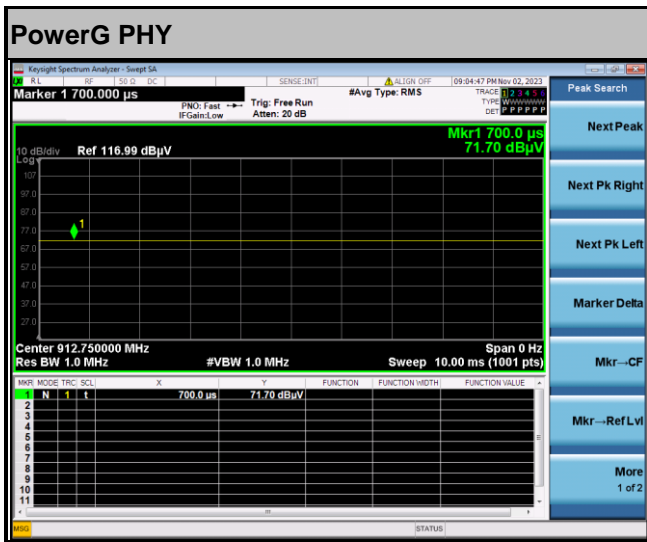 PowerG PHY
Keysight Spectrum Analyzer - Swept SA
RL RF 50 Ω DC SENSE:INT ALIGN OFF 09:04:47 PM Nov 02, 2023
Marker 1 700.000 µs #Avg Type: RMS TRACE 1 2 3 4 5 6
PNO: Fast Trig: Free Run TYPE WWWWWW
IFGain:Low Atten: 20 dB DET P P P P P P
Mkr1 700.0 µs
10 dB/div Ref 116.99 dBµV 71.70 dBµV
Log
107
97.0
87.0
77.0
1
67.0
57.0
47.0
37.0
27.0
Center 912.750000 MHz Span 0 Hz
Res BW 1.0 MHz #VBW 1.0 MHz Sweep 10.00 ms (1001 pts)
MKR MODE TRC SCL X Y FUNCTION FUNCTION WIDTH FUNCTION VALUE
1 N 1 t 700.0 µs 71.70 dBµV
2
3
4
5
6
7
8
9
10
11
MSG STATUS
Peak Search
Next Peak
Next Pk Right
Next Pk Left
Marker Delta
Mkr→CF
Mkr→Ref Lvl
More
1 of 2